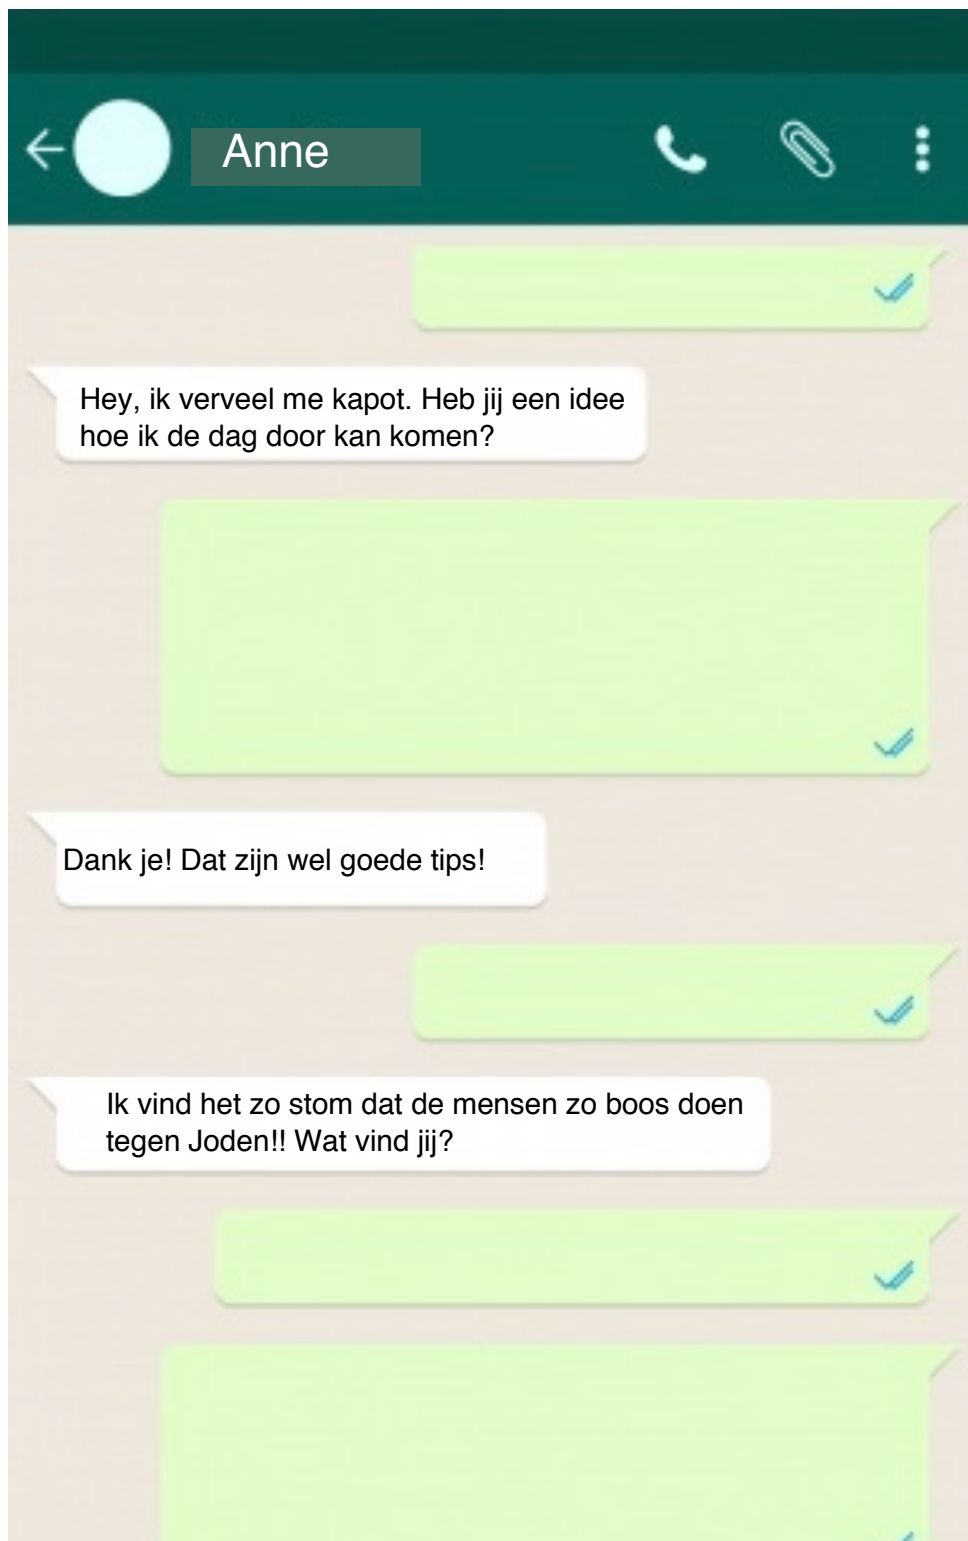 Anne
Hey, ik verveel me kapot. Heb jij een idee
hoe ik de dag door kan komen?
Dank je! Dat zijn wel goede tips!
Ik vind het zo stom dat de mensen zo boos doen
tegen Joden!! Wat vind jij?